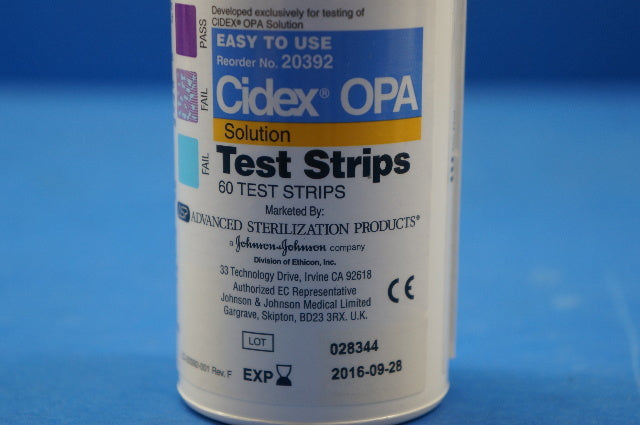 Developed exclusively for testing of
CIDEX® OPA Solution
PASS
EASY TO USE
Reorder No. 20392
FAIL
Cidex® OPA
Solution
FAIL
Test Strips
60 TEST STRIPS
Marketed By:
ASP ADVANCED STERILIZATION PRODUCTS®
a Johnson & Johnson company
Division of Ethicon, Inc.
33 Technology Drive, Irvine CA 92618
Authorized EC Representative
Johnson & Johnson Medical Limited
Gargrave, Skipton, BD23 3RX. U.K.
CE
LOT 028344
EXP 2016-09-28
Rev. F